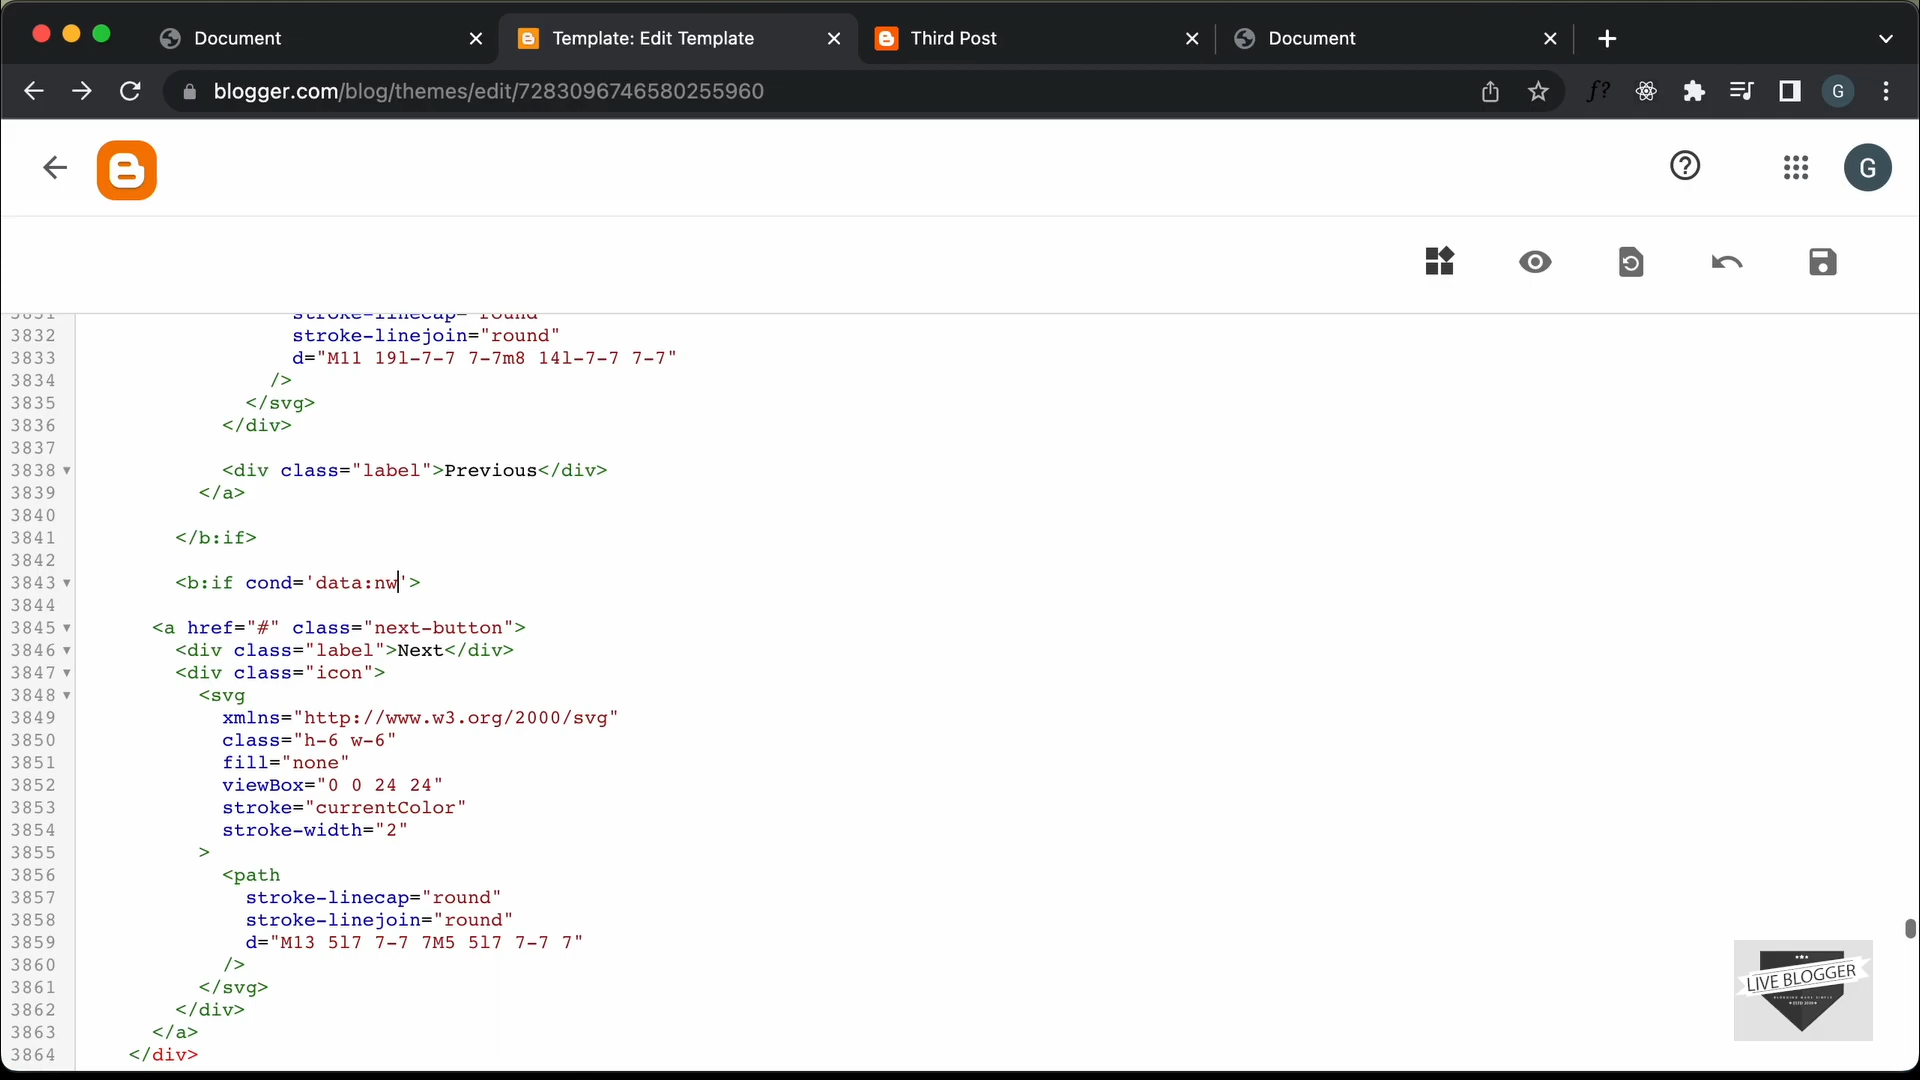 Document
Template: Edit Template
Third Post
Document
blogger.com/blog/themes/edit/7283096746580255960
f?
G
G
3831 stroke-linecap="round"
3832 stroke-linejoin="round"
3833 d="M11 19l-7-7 7-7m8 14l-7-7 7-7"
3834 />
3835 </svg>
3836 </div>
3837
3838 <div class="label">Previous</div>
3839 </a>
3840
3841 </b:if>
3842
3843 <b:if cond='data:nw'>
3844
3845 <a href="#" class="next-button">
3846 <div class="label">Next</div>
3847 <div class="icon">
3848 <svg
3849 xmlns="http://www.w3.org/2000/svg"
3850 class="h-6 w-6"
3851 fill="none"
3852 viewBox="0 0 24 24"
3853 stroke="currentColor"
3854 stroke-width="2"
3855 >
3856 <path
3857 stroke-linecap="round"
3858 stroke-linejoin="round"
3859 d="M13 5l7 7-7 7M5 5l7 7-7 7"
3860 />
3861 </svg>
3862 </div>
3863 </a>
3864 </div>
LIVE BLOGGER